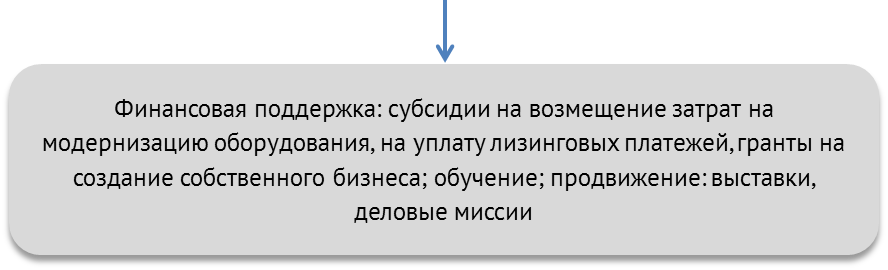 Финансовая поддержка: субсидии на возмещение затрат на
модернизацию оборудования, на уплату лизинговых платежей, гранты на
создание собственного бизнеса; обучение; продвижение: выставки,
деловые миссии